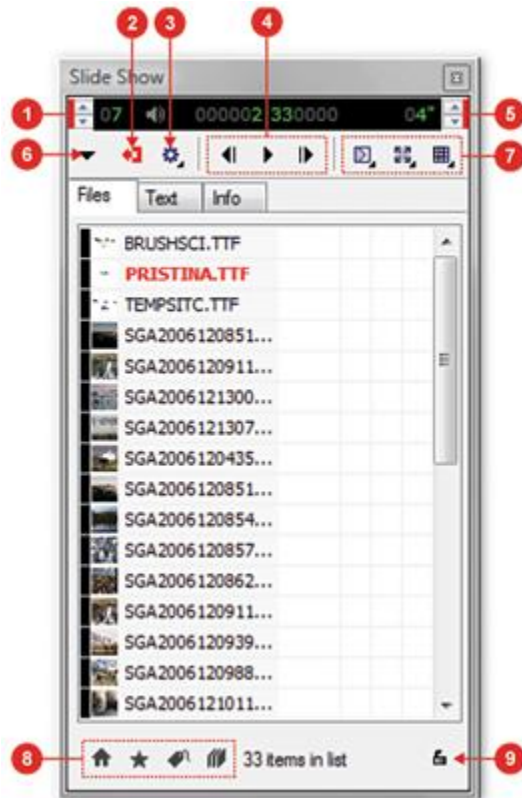 2 3 4
Slide Show
1 07 000002 330000 04" 5
6 7
Files Text Info
BRUSHSCI.TTF
PRISTINA.TTF
TEMPSITC.TTF
SGA2006120851...
SGA2006120911...
SGA2006121300...
SGA2006121307...
SGA2006120435...
SGA2006120851...
SGA2006120854...
SGA2006120857...
SGA2006120862...
SGA2006120911...
SGA2006120939...
SGA2006120988...
SGA2006121011...
8 33 items in list 9